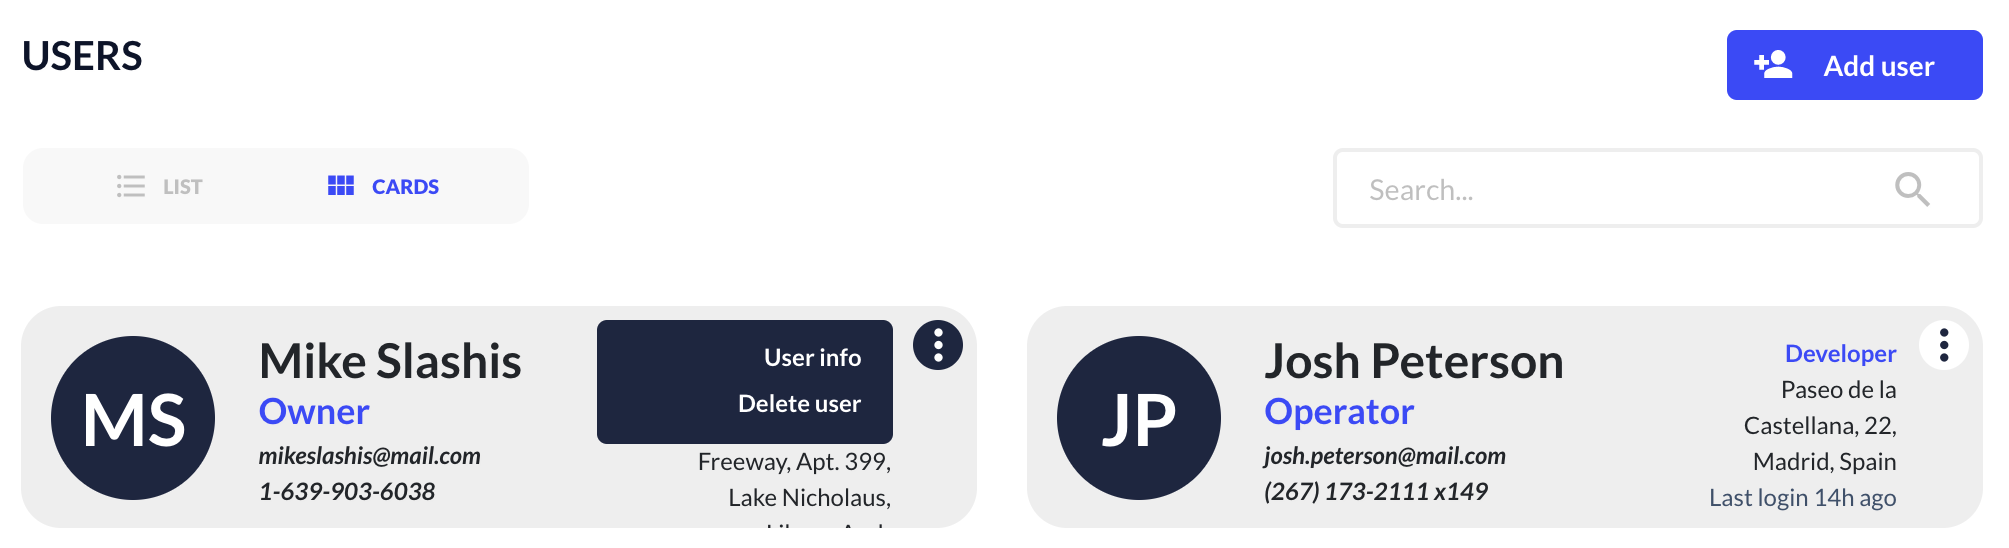 USERS
Add user
LIST
CARDS
Search...
MS
Mike Slashis
Owner
mikeslashis@mail.com
1-639-903-6038
User info
Delete user
Freeway, Apt. 399,
Lake Nicholaus,
JP
Josh Peterson
Operator
josh.peterson@mail.com
(267) 173-2111 x149
Developer
Paseo de la
Castellana, 22,
Madrid, Spain
Last login 14h ago